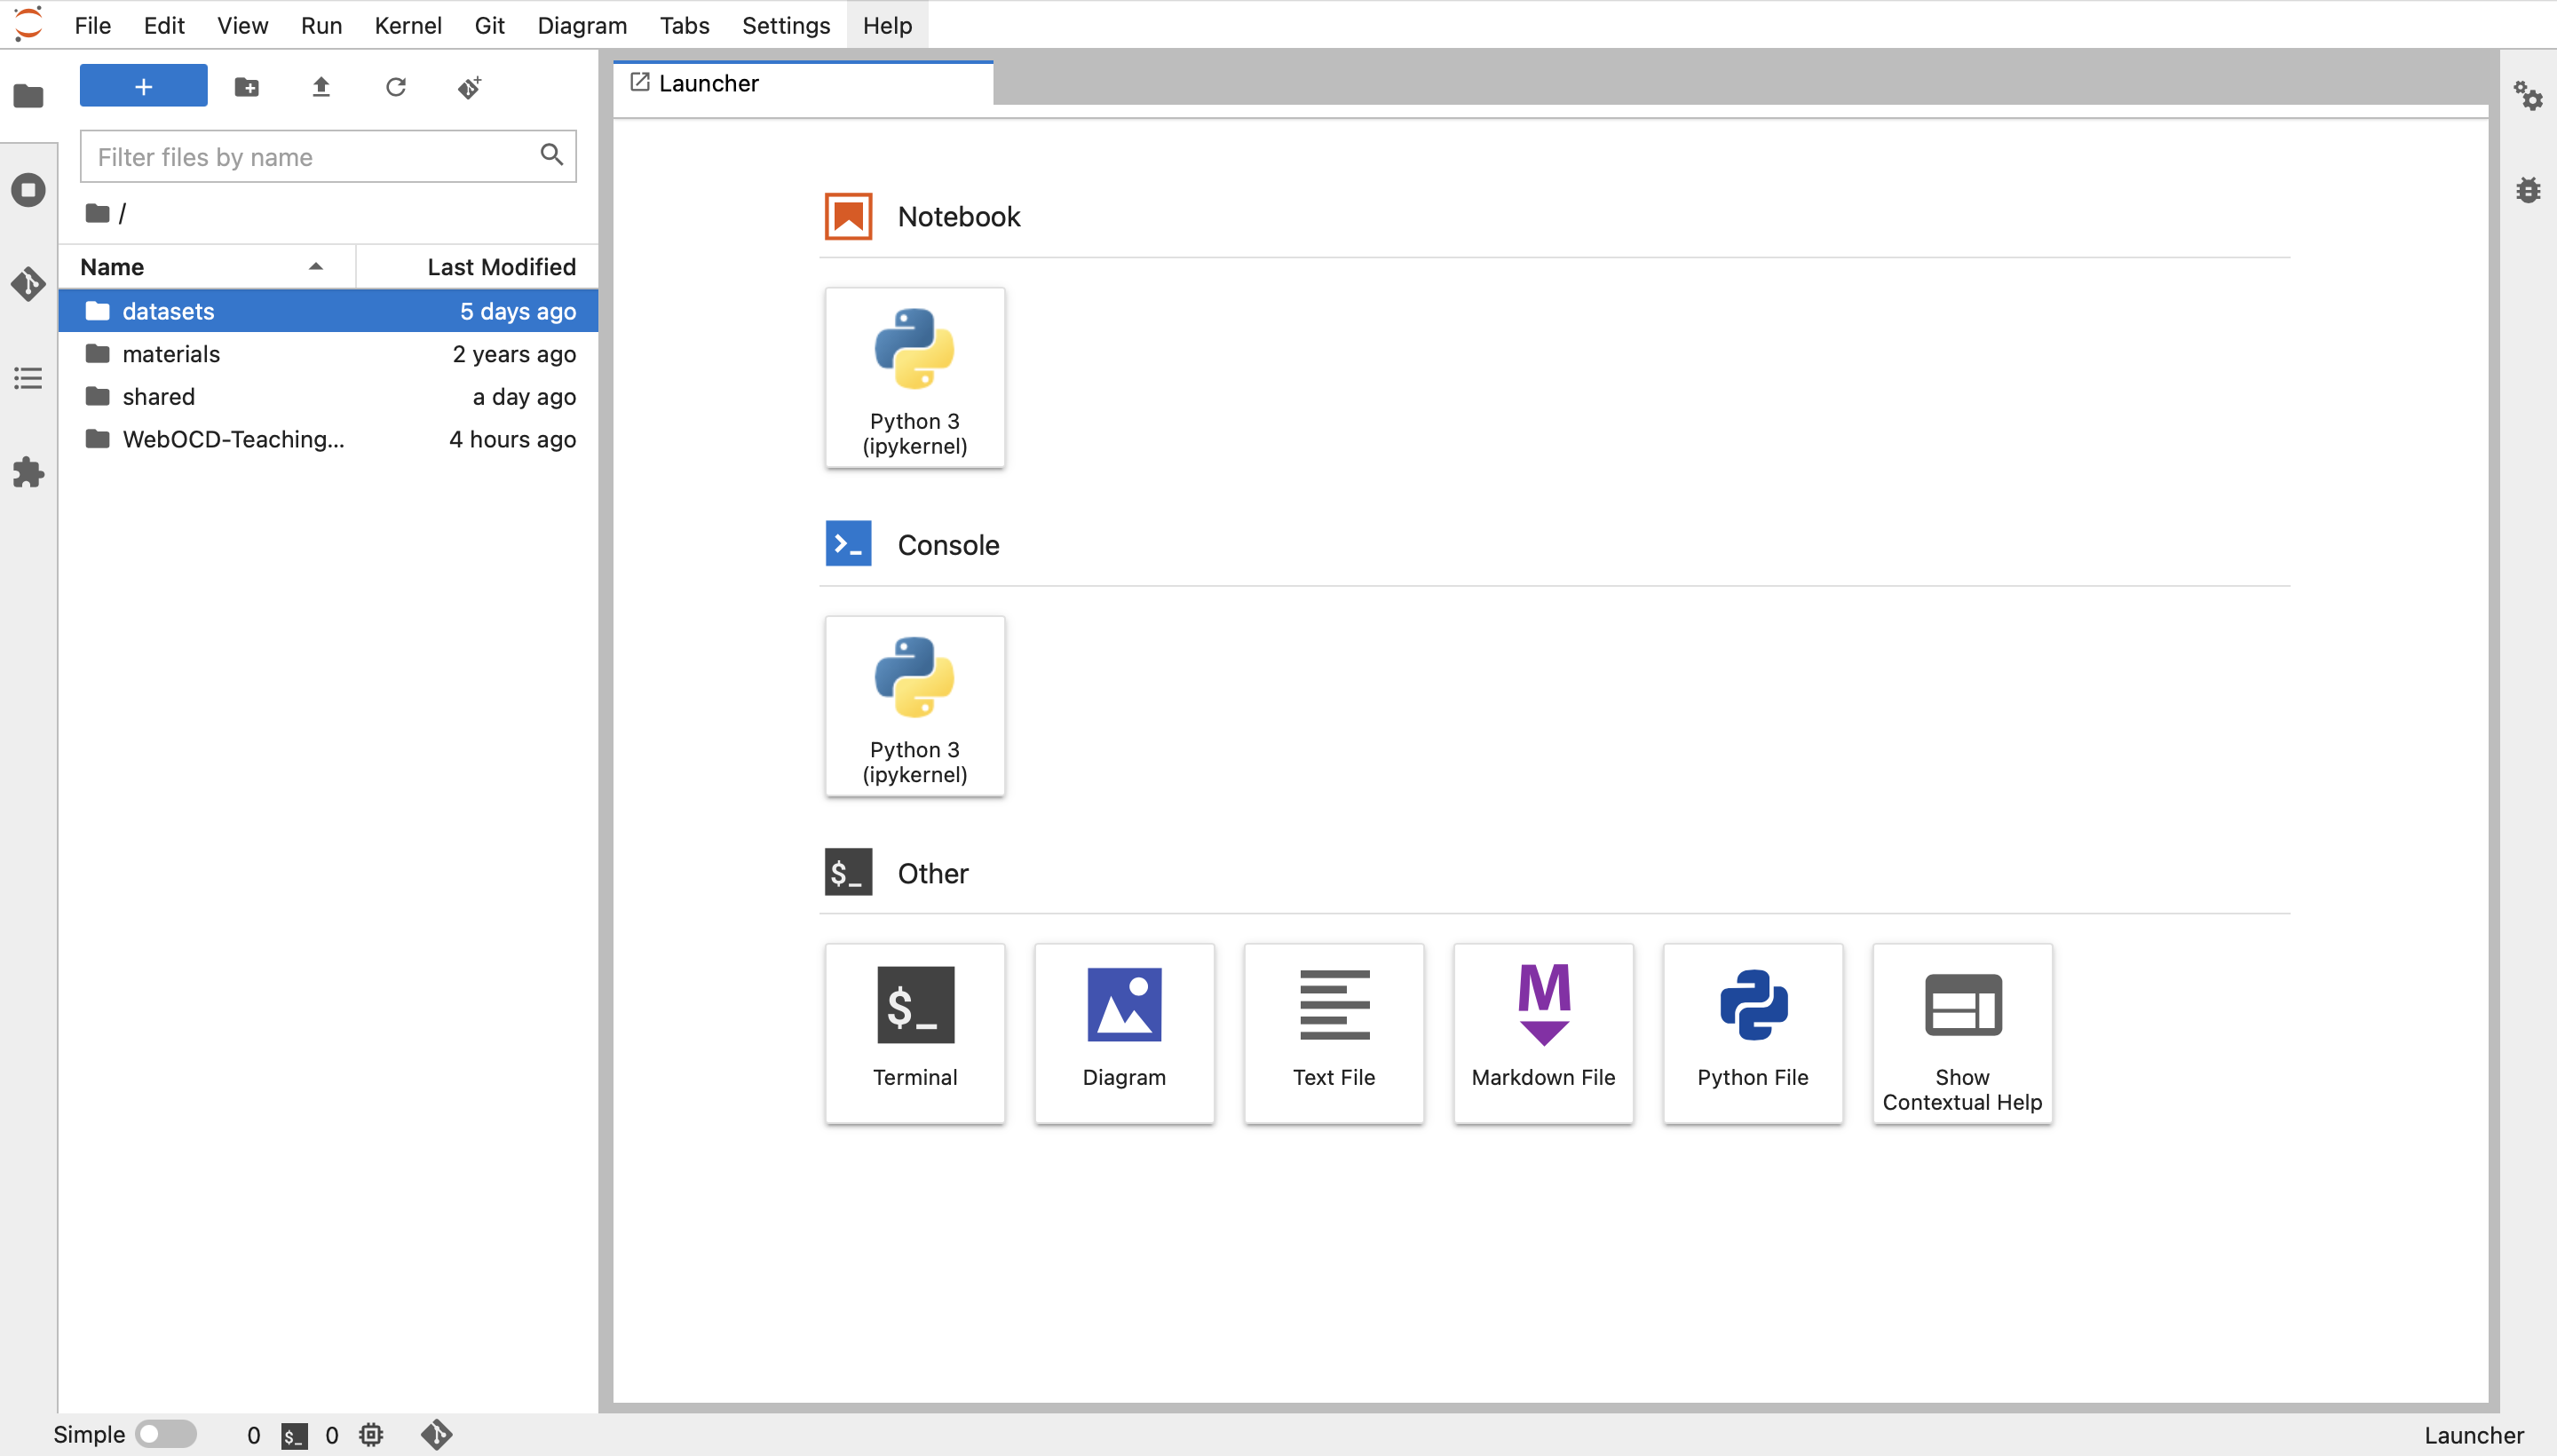 File Edit View Run Kernel Git Diagram Tabs Settings Help
+
Filter files by name
/
Name Last Modified
datasets 5 days ago
materials 2 years ago
shared a day ago
WebOCD-Teaching... 4 hours ago
Launcher
Notebook
Python 3
(ipykernel)
>_ Console
Python 3
(ipykernel)
$_ Other
$_
Terminal
Diagram
Text File
M
Markdown File
Python File
Show
Contextual Help
Simple 0 $_ 0 Launcher